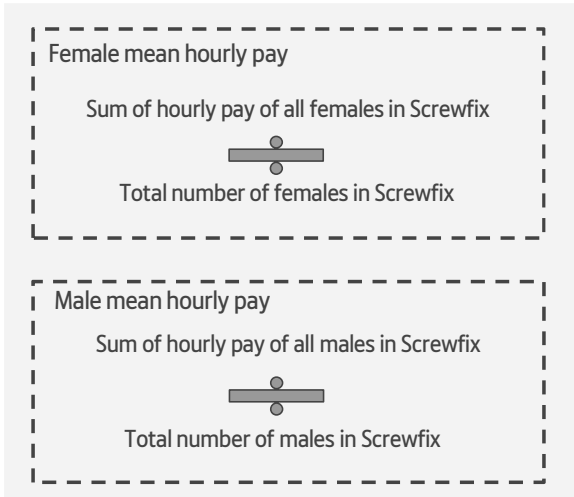 Female mean hourly pay
Sum of hourly pay of all females in Screwfix
Total number of females in Screwfix
Male mean hourly pay
Sum of hourly pay of all males in Screwfix
Total number of males in Screwfix